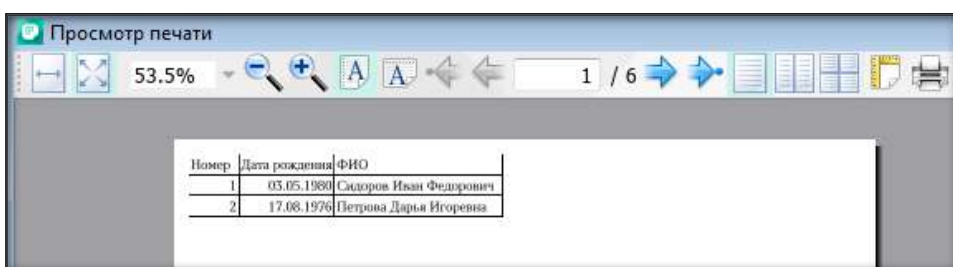 Просмотр печати
53.5% 1 / 6
Номер Дата рождения ФИО
1 03.05.1980 Сидоров Иван Федорович
2 17.08.1976 Петрова Дарья Игоревна